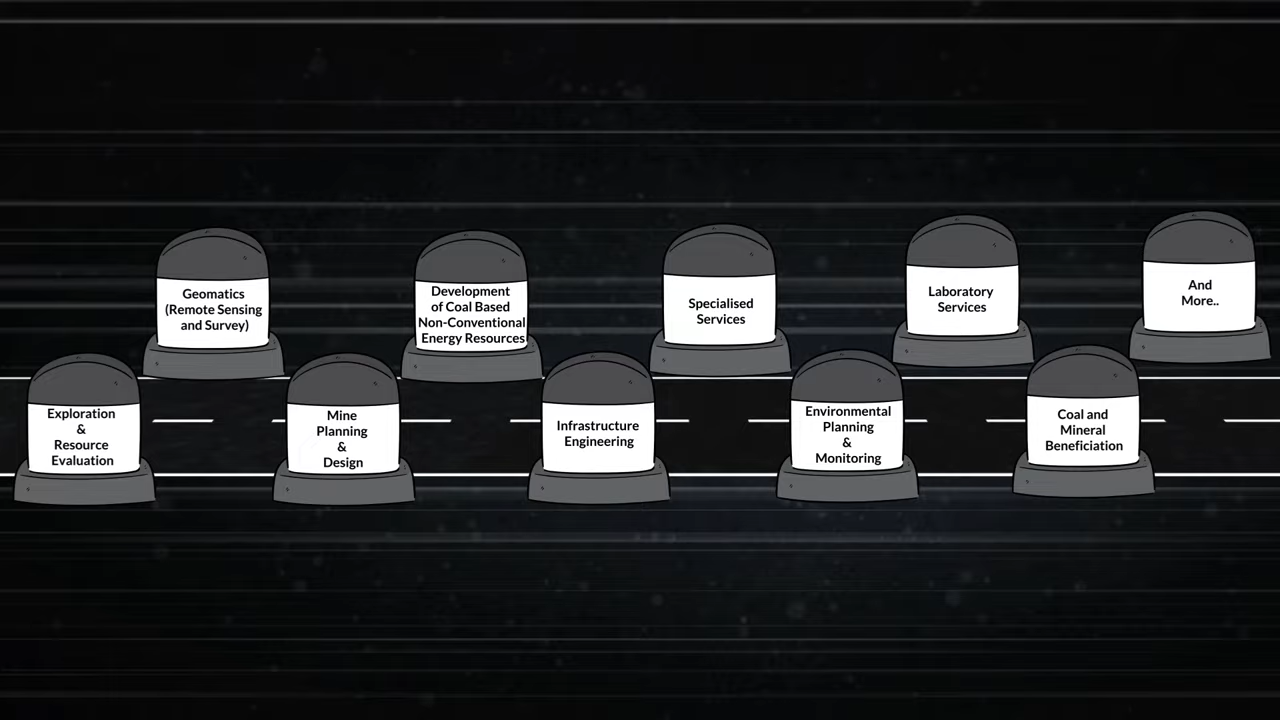 Geomatics
(Remote Sensing
and Survey)
Development
of Coal Based
Non-Conventional
Energy Resources
Specialised
Services
Laboratory
Services
And
More..
Exploration
&
Resource
Evaluation
Mine
Planning
&
Design
Infrastructure
Engineering
Environmental
Planning
&
Monitoring
Coal and
Mineral
Beneficiation